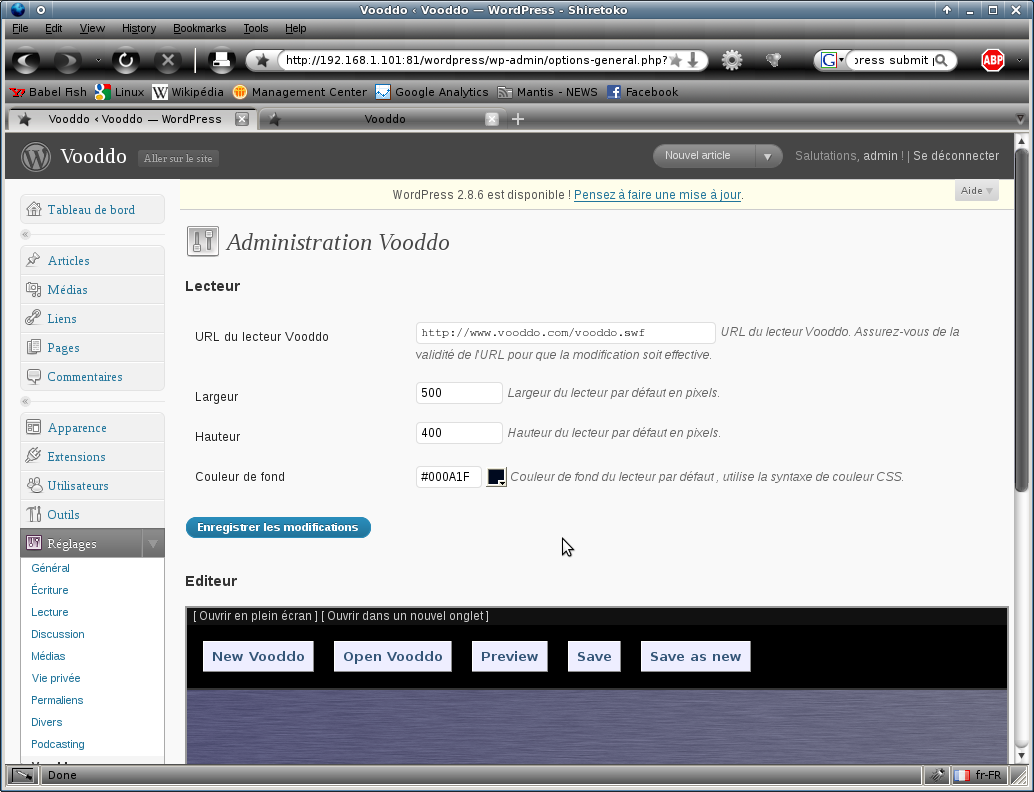 Vooddo ‹ Vooddo — WordPress - Shiretoko
File Edit View History Bookmarks Tools Help
http://192.168.1.101:81/wordpress/wp-admin/options-general.php?
press submit
ABP
Babel Fish Linux Wikipédia Management Center Google Analytics Mantis - NEWS Facebook
Vooddo ‹ Vooddo — WordPress Vooddo
Vooddo Aller sur le site Nouvel article Salutations, admin ! | Se déconnecter
WordPress 2.8.6 est disponible ! Pensez à faire une mise à jour. Aide
Tableau de bord
Articles
Médias
Liens
Pages
Commentaires
Apparence
Extensions
Utilisateurs
Outils
Réglages
Général
Écriture
Lecture
Discussion
Médias
Vie privée
Permaliens
Divers
Podcasting
Administration Vooddo
Lecteur
URL du lecteur Vooddo http://www.vooddo.com/vooddo.swf URL du lecteur Vooddo. Assurez-vous de la
validité de l'URL pour que la modification soit effective.
Largeur 500 Largeur du lecteur par défaut en pixels.
Hauteur 400 Hauteur du lecteur par défaut en pixels.
Couleur de fond #000A1F Couleur de fond du lecteur par défaut , utilise la syntaxe de couleur CSS.
Enregistrer les modifications
Editeur
[ Ouvrir en plein écran ] [ Ouvrir dans un nouvel onglet ]
New Vooddo Open Vooddo Preview Save Save as new
Done fr-FR